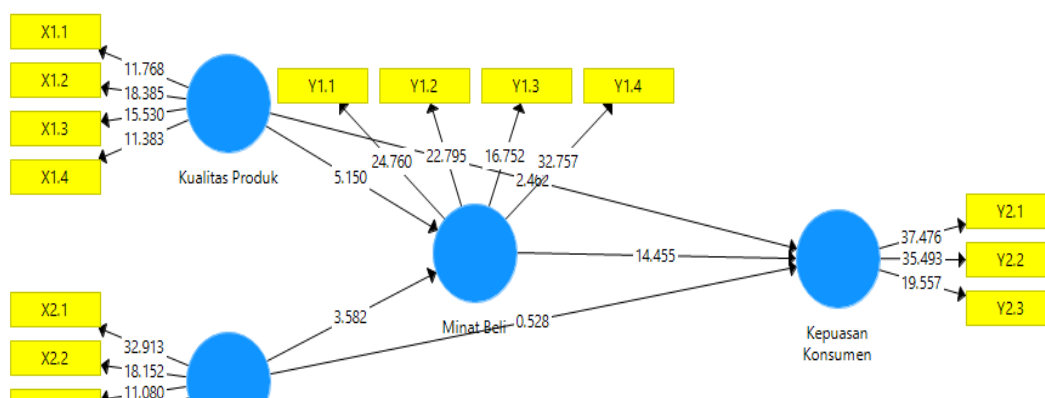 X1.1
X1.2
X1.3
X1.4
11.768
18.385
15.530
11.383
Kualitas Produk
Y1.1
Y1.2
Y1.3
Y1.4
24.760
22.795
16.752
32.757
5.150
2.462
Y2.1
Y2.2
Y2.3
37.476
35.493
19.557
14.455
Minat Beli
Kepuasan
Konsumen
3.582
0.528
X2.1
X2.2
32.913
18.152
11.080